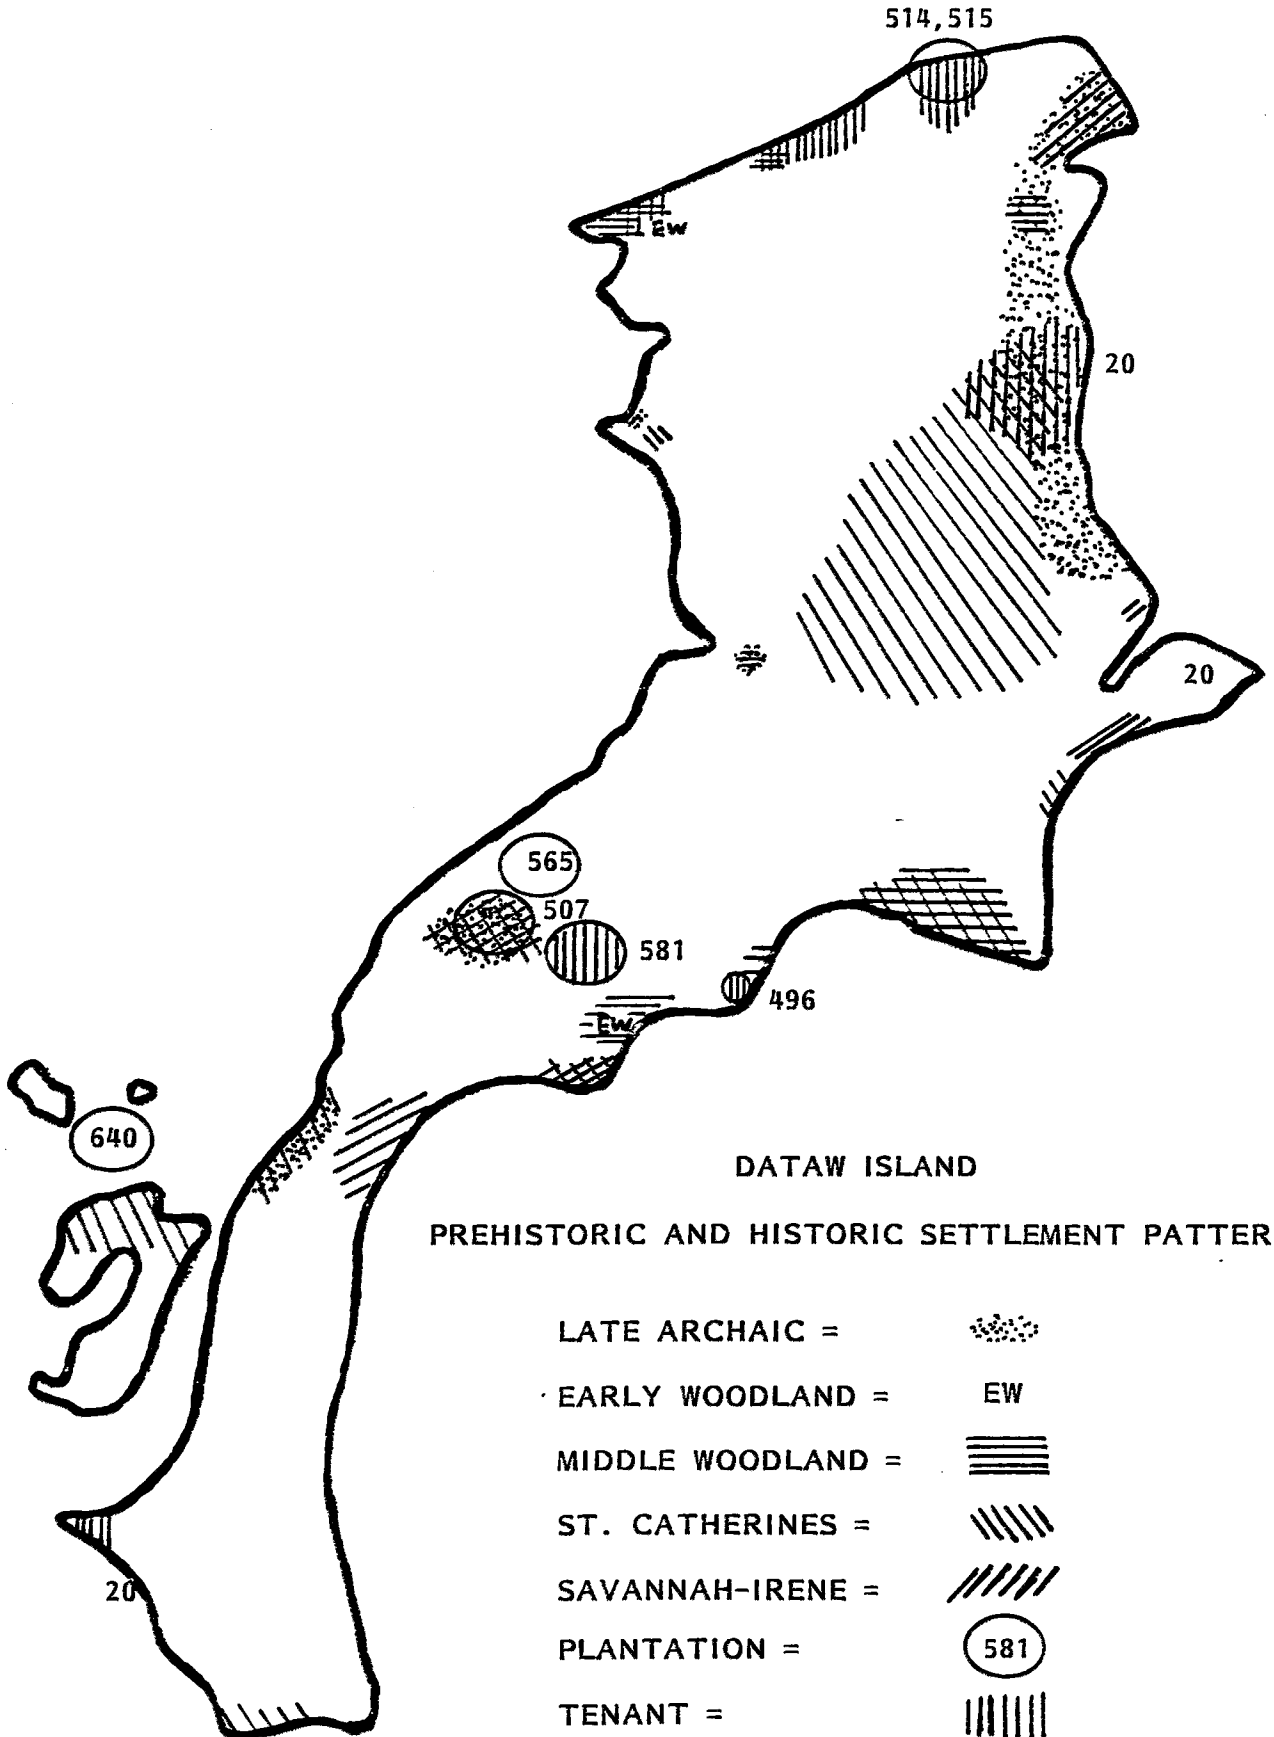 514,515
EW
20
20
565
507
581
496
EW
640
DATAW ISLAND
PREHISTORIC AND HISTORIC SETTLEMENT PATTER
LATE ARCHAIC =
EARLY WOODLAND = EW
MIDDLE WOODLAND =
ST. CATHERINES =
20
SAVANNAH-IRENE =
PLANTATION = 581
TENANT =